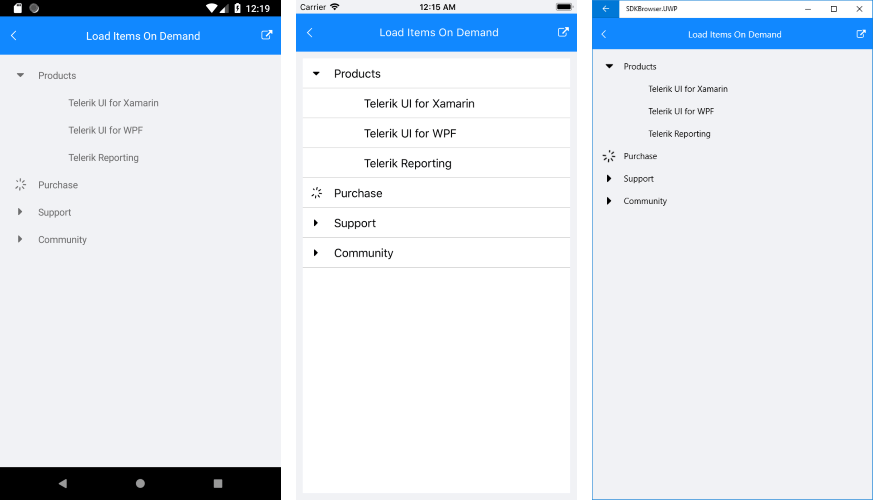 12:19
Load Items On Demand
Products
Telerik UI for Xamarin
Telerik UI for WPF
Telerik Reporting
Purchase
Support
Community
Carrier 12:15 AM
Load Items On Demand
Products
Telerik UI for Xamarin
Telerik UI for WPF
Telerik Reporting
Purchase
Support
Community
SDKBrowser.UWP
Load Items On Demand
Products
Telerik UI for Xamarin
Telerik UI for WPF
Telerik Reporting
Purchase
Support
Community